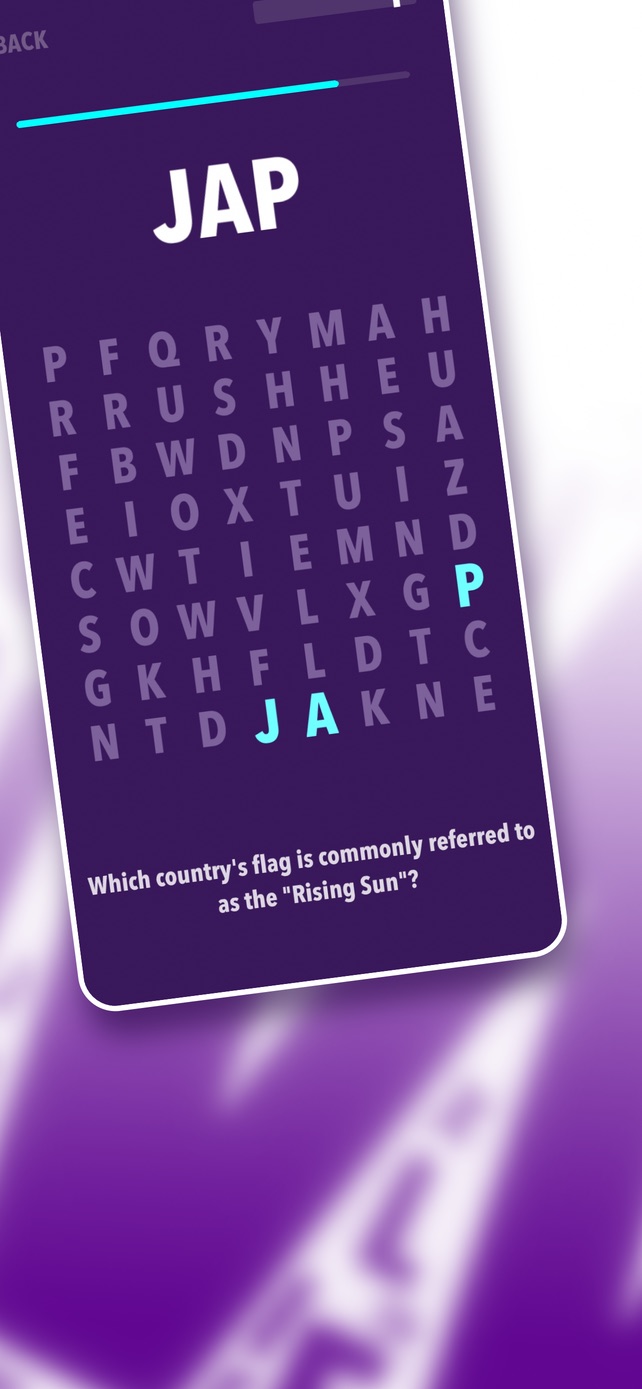 BACK
JAP
P F Q R Y M A H
R R U S H H E U
F B W D N P S A
E I O X T U I Z
C W T I E M N D
S O W V L X G P
G K H F L D T C
N T D J A K N E
Which country's flag is commonly referred to
as the "Rising Sun"?